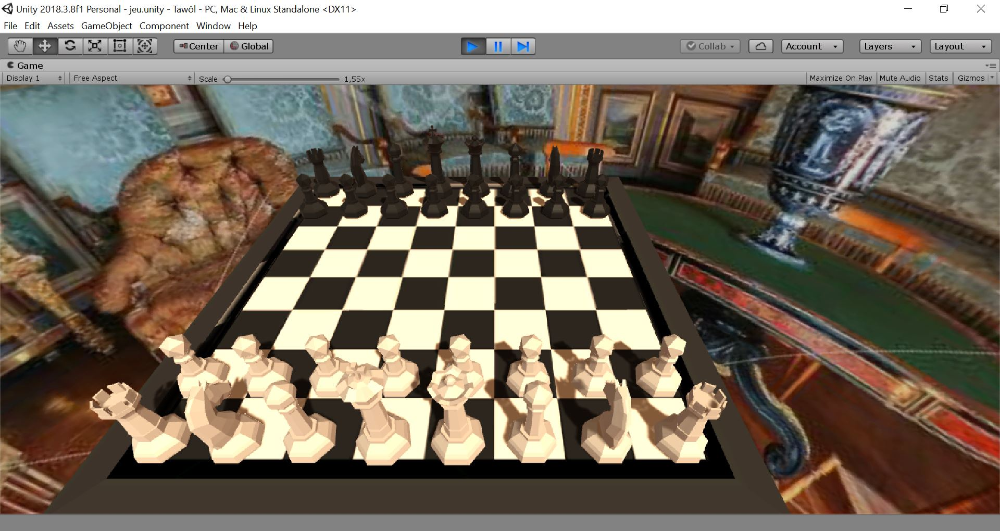 Unity 2018.3.8f1 Personal - jeu.unity - Tawôl - PC, Mac & Linux Standalone <DX11>
File Edit Assets GameObject Component Window Help
Center Global Collab Account Layers Layout
Game
Display 1 Free Aspect Scale 1,55x Maximize On Play Mute Audio Stats Gizmos